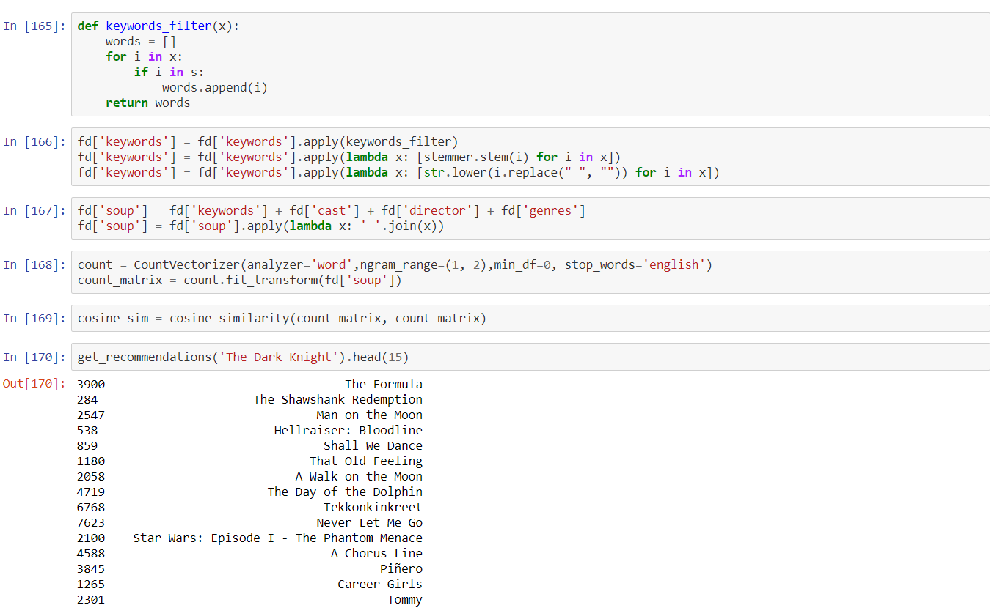 In [165]: def keywords_filter(x):
    words = []
    for i in x:
        if i in s:
            words.append(i)
    return words
In [166]: fd['keywords'] = fd['keywords'].apply(keywords_filter)
fd['keywords'] = fd['keywords'].apply(lambda x: [stemmer.stem(i) for i in x])
fd['keywords'] = fd['keywords'].apply(lambda x: [str.lower(i.replace(" ", "")) for i in x])
In [167]: fd['soup'] = fd['keywords'] + fd['cast'] + fd['director'] + fd['genres']
fd['soup'] = fd['soup'].apply(lambda x: ' '.join(x))
In [168]: count = CountVectorizer(analyzer='word',ngram_range=(1, 2),min_df=0, stop_words='english')
count_matrix = count.fit_transform(fd['soup'])
In [169]: cosine_sim = cosine_similarity(count_matrix, count_matrix)
In [170]: get_recommendations('The Dark Knight').head(15)
Out[170]: 3900 The Formula
284 The Shawshank Redemption
2547 Man on the Moon
538 Hellraiser: Bloodline
859 Shall We Dance
1180 That Old Feeling
2058 A Walk on the Moon
4719 The Day of the Dolphin
6768 Tekkonkinkreet
7623 Never Let Me Go
2100 Star Wars: Episode I - The Phantom Menace
4588 A Chorus Line
3845 Piñero
1265 Career Girls
2301 Tommy